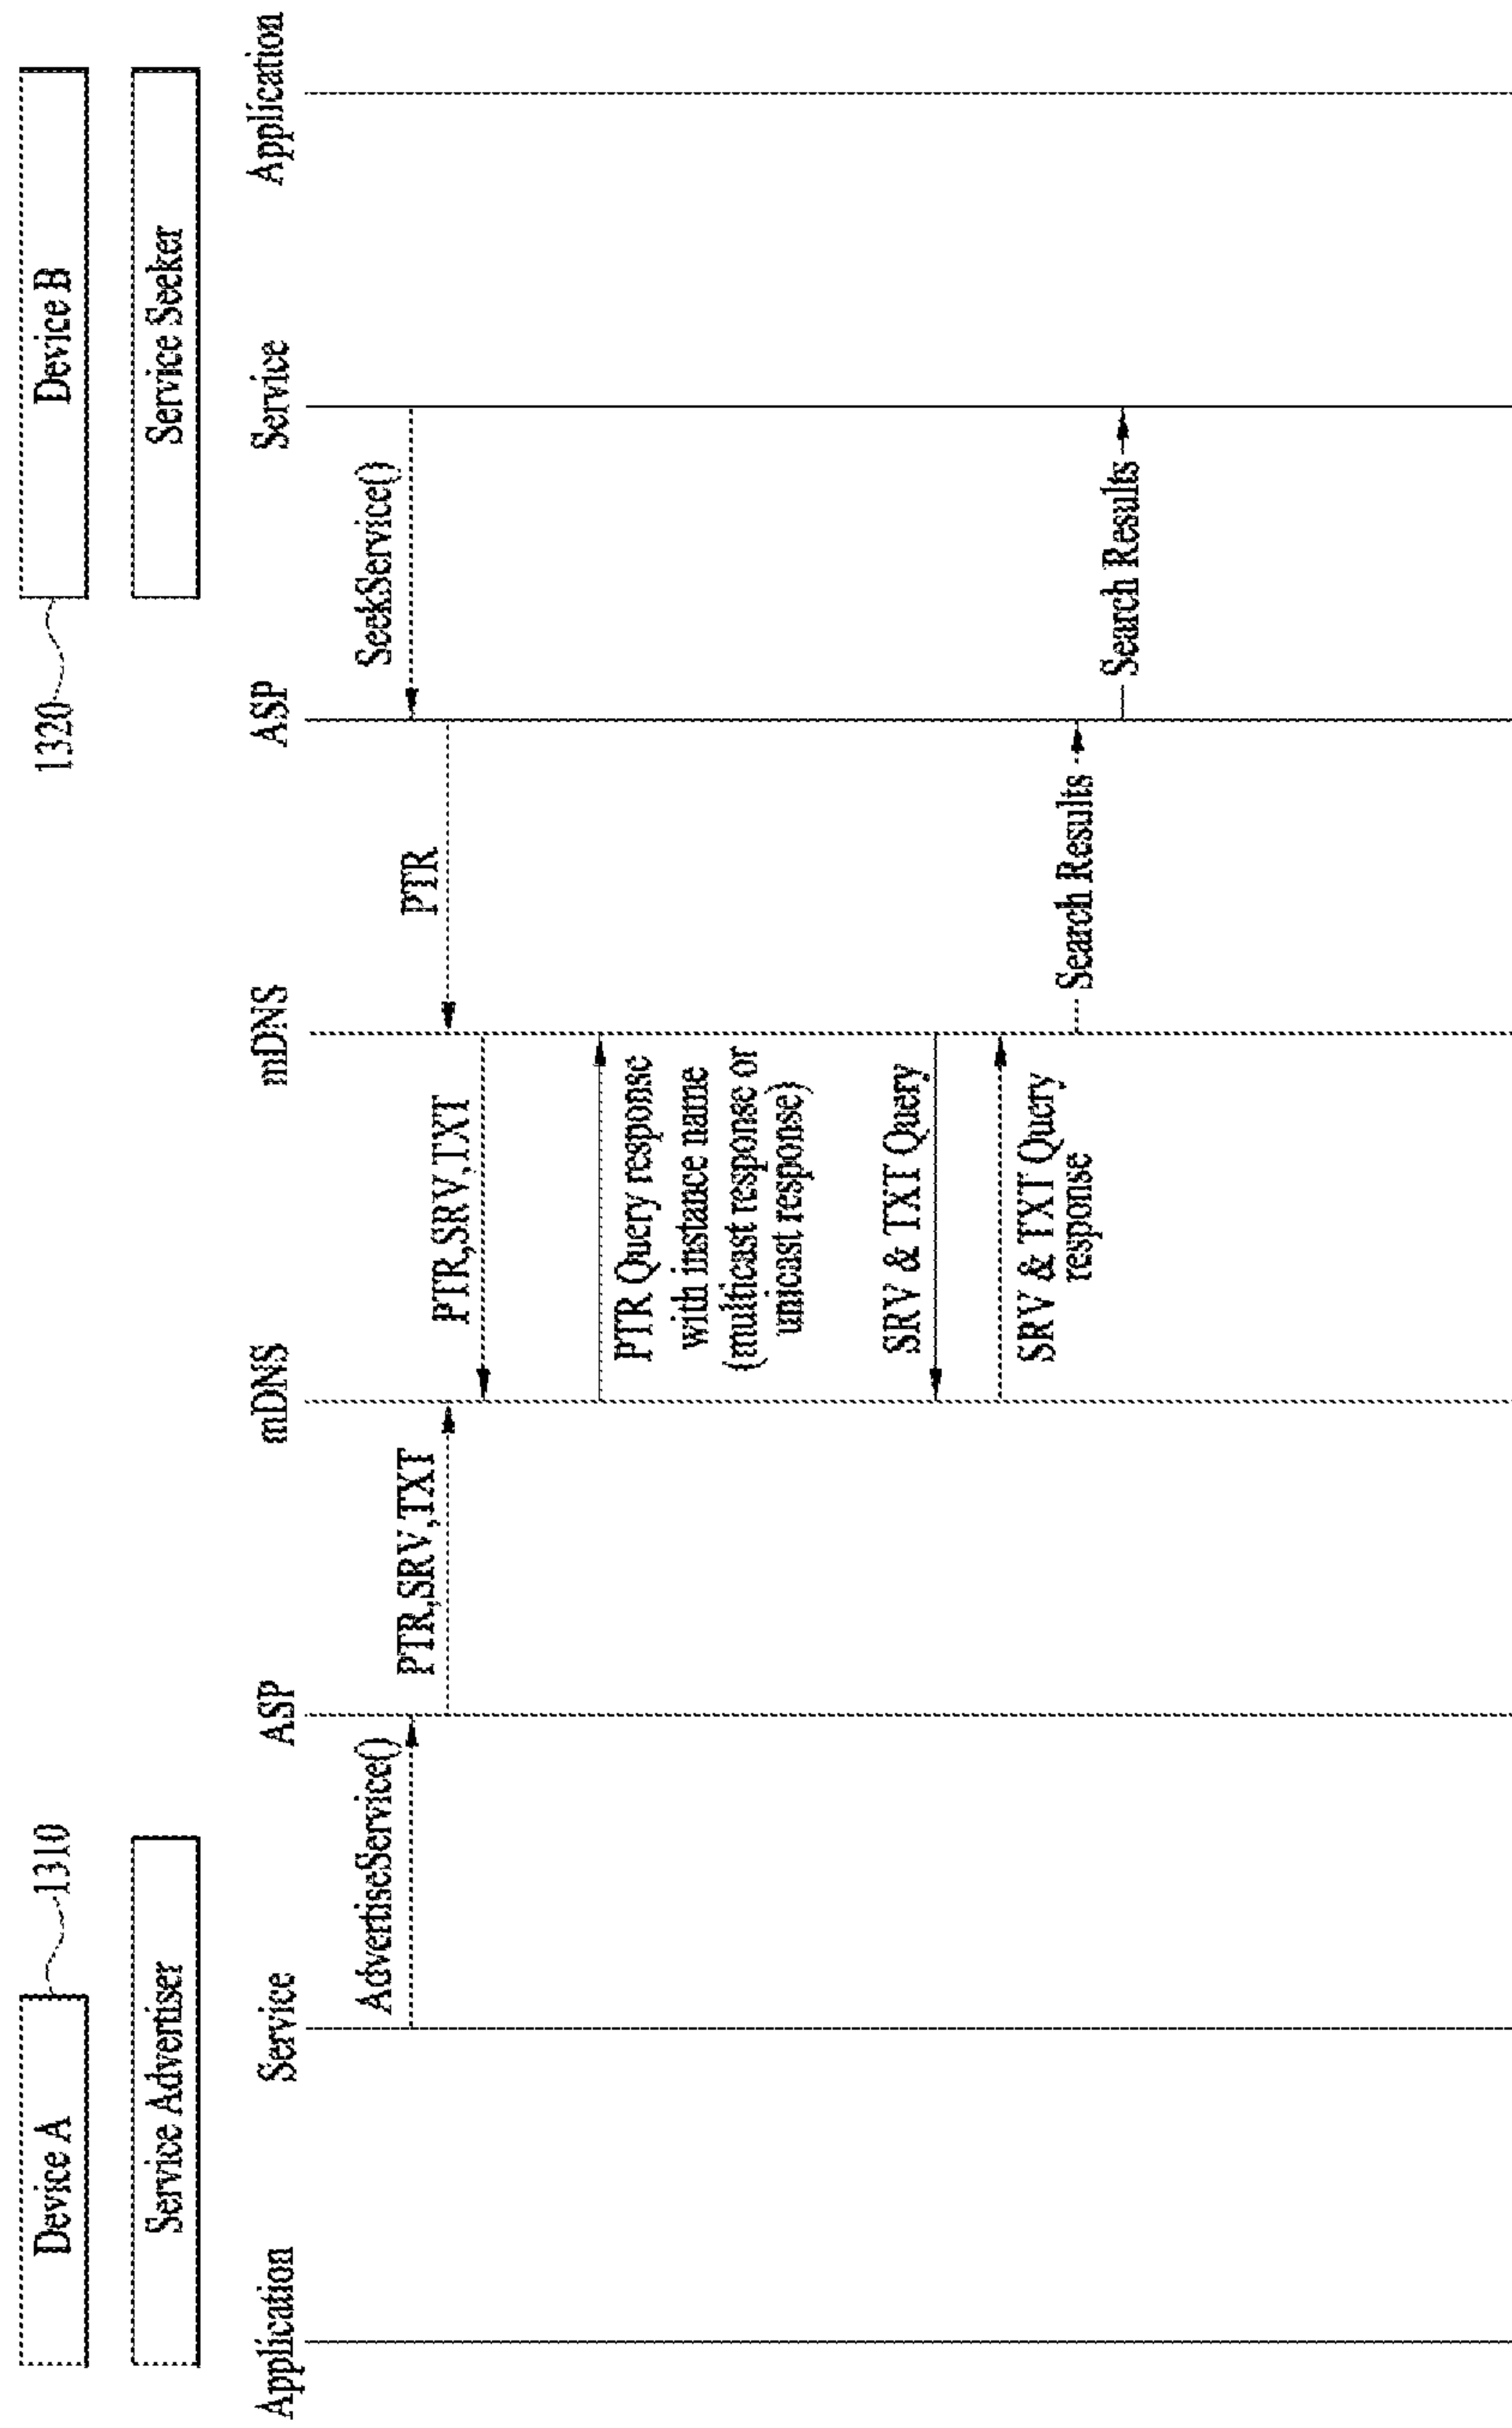 Device A
1310
1320
Device B
Service Advertiser
Service Seeker
Application
Service
ASP
mDNS
mDNS
ASP
Service
Application
AdvertiseService()
SeekService()
PTR,SRV,TXT
PTR
PTR,SRV,TXT
PTR Query response
with instance name
(multicast response or
unicast response)
SRV & TXT Query
SRV & TXT Query
response
Search Results
Search Results